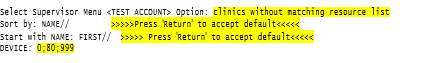 Select Supervisor Menu <TEST ACCOUNT> Option: clinics without matching resource list
Sort by: NAME// >>>>>Press 'Return' to accept default<<<<<
Start with NAME: FIRST// >>>>> Press 'Return' to accept default<<<<<
DEVICE: 0;80;999